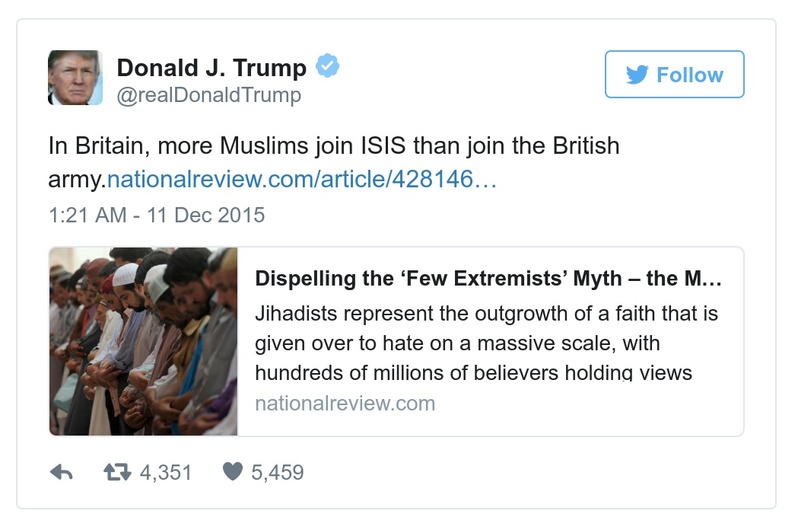 Donald J. Trump
@realDonaldTrump
Follow
In Britain, more Muslims join ISIS than join the British
army.nationalreview.com/article/428146…
1:21 AM - 11 Dec 2015
Dispelling the ‘Few Extremists’ Myth – the M…
Jihadists represent the outgrowth of a faith that is
given over to hate on a massive scale, with
hundreds of millions of believers holding views
nationalreview.com
4,351
5,459